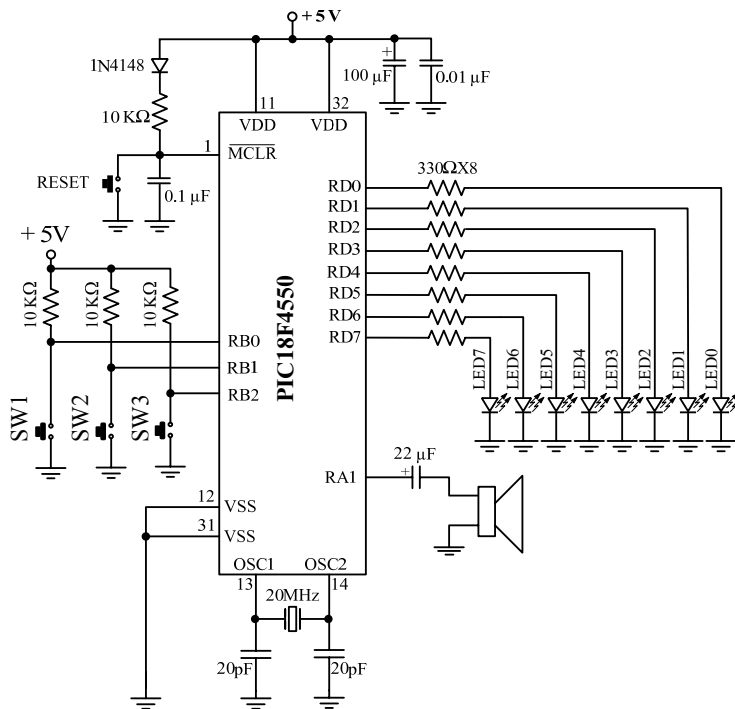 +5V
1N4148
10 KΩ
100 µF
+
0.01 µF
11
32
VDD
VDD
1
MCLR
RESET
0.1 µF
330ΩX8
RD0
RD1
RD2
RD3
RD4
RD5
RD6
RD7
+5V
10 KΩ
10 KΩ
10 KΩ
RB0
RB1
RB2
PIC18F4550
SW1
SW2
SW3
LED7
LED6
LED5
LED4
LED3
LED2
LED1
LED0
22 µF
+
RA1
12
VSS
31
VSS
OSC1
OSC2
13
14
20MHz
20pF
20pF